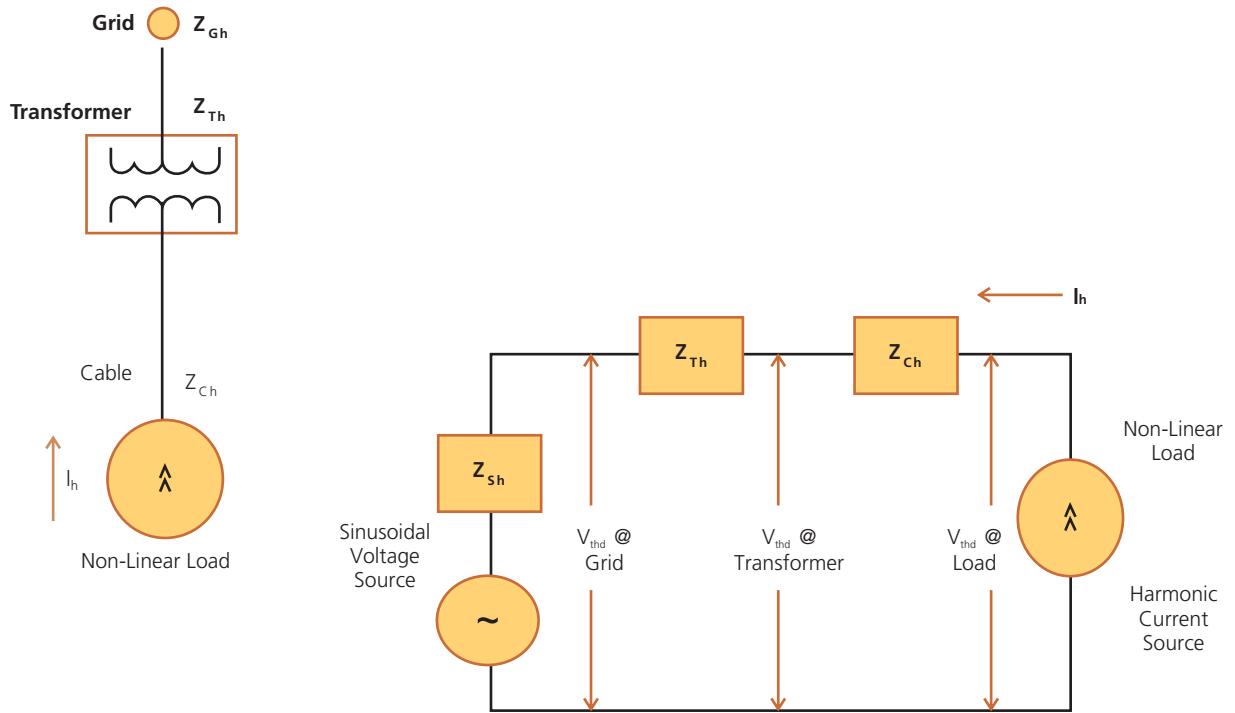 Grid Z Gh
Transformer Z Th
Cable Z Ch
I h
Non-Linear Load
I h
Z Th
Z Ch
Z Sh
Sinusoidal
Voltage
Source
~
V thd @
Grid
V thd @
Transformer
V thd @
Load
Non-Linear
Load
Harmonic
Current
Source